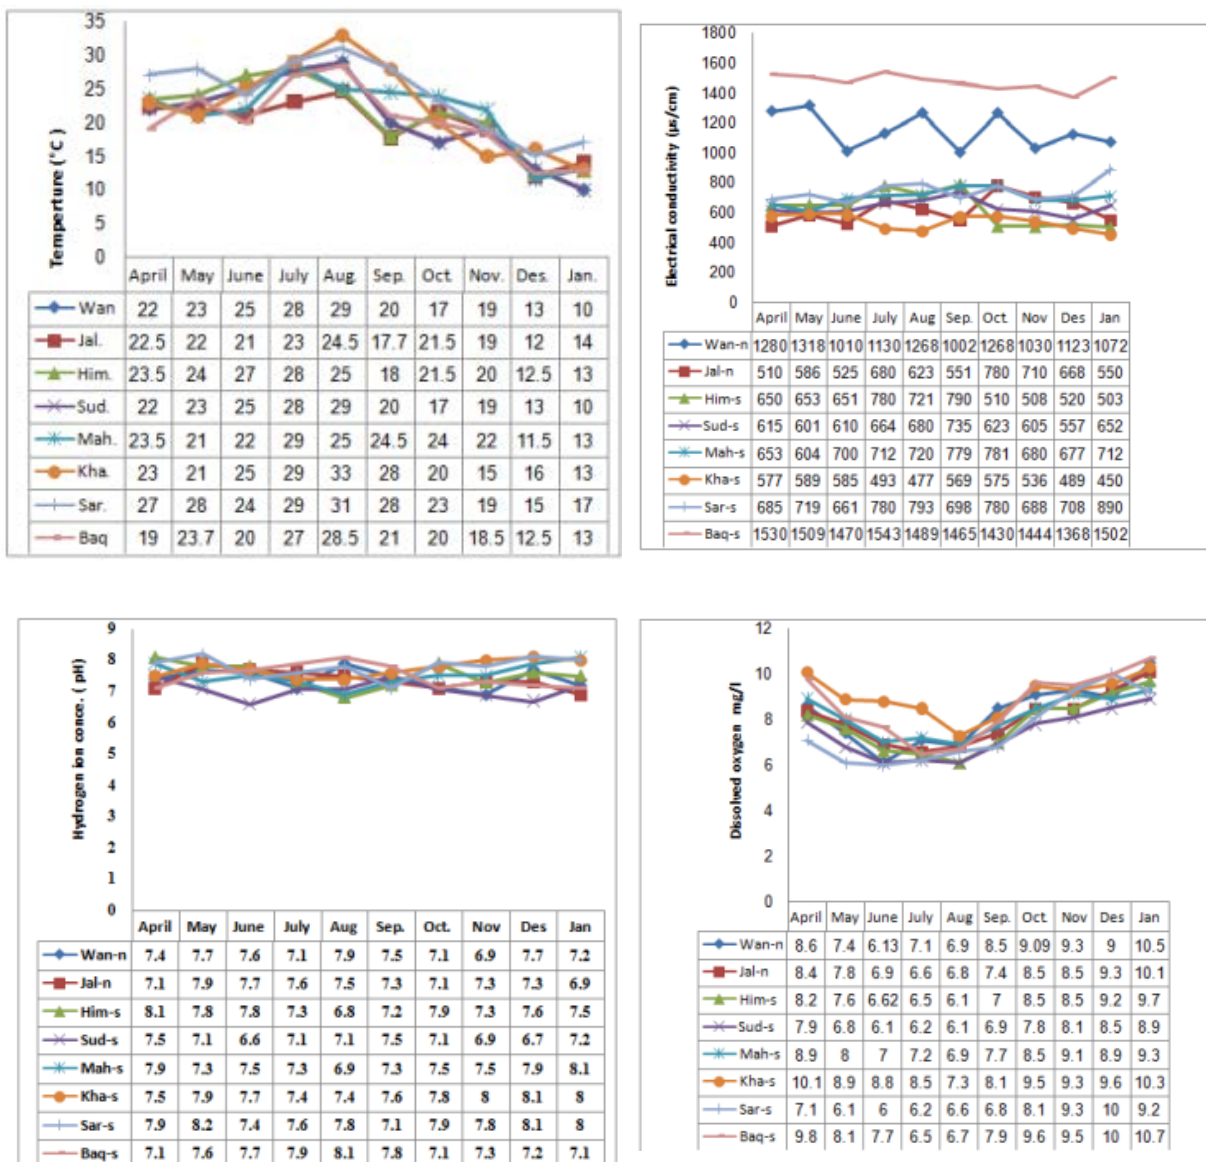 35
30
25
20
15
10
5
0
Temperture (°C)
April May June July Aug. Sep. Oct. Nov. Des. Jan.
Wan 22 23 25 28 29 20 17 19 13 10
Jal. 22.5 22 21 23 24.5 17.7 21.5 19 12 14
Him. 23.5 24 27 28 25 18 21.5 20 12.5 13
Sud. 22 23 25 28 29 20 17 19 13 10
Mah. 23.5 21 22 29 25 24.5 24 22 11.5 13
Kha. 23 21 25 29 33 28 20 15 16 13
Sar. 27 28 24 29 31 28 23 19 15 17
Baq 19 23.7 20 27 28.5 21 20 18.5 12.5 13
1800
1600
1400
1200
1000
800
600
400
200
0
Electrical conductivity (µs/cm)
April May June July Aug Sep. Oct. Nov Des Jan
Wan-n 1280 1318 1010 1130 1268 1002 1268 1030 1123 1072
Jal-n 510 586 525 680 623 551 780 710 668 550
Him-s 650 653 651 780 721 790 510 508 520 503
Sud-s 615 601 610 664 680 735 623 605 557 652
Mah-s 653 604 700 712 720 779 781 680 677 712
Kha-s 577 589 585 493 477 569 575 536 489 450
Sar-s 685 719 661 780 793 698 780 688 708 890
Baq-s 1530 1509 1470 1543 1489 1465 1430 1444 1368 1502
9
8
7
6
5
4
3
2
1
0
Hydrogen ion conce. ( pH)
April May June July Aug Sep. Oct. Nov Des Jan
Wan-n 7.4 7.7 7.6 7.1 7.9 7.5 7.1 6.9 7.7 7.2
Jal-n 7.1 7.9 7.7 7.6 7.5 7.3 7.1 7.3 7.3 6.9
Him-s 8.1 7.8 7.8 7.3 6.8 7.2 7.9 7.3 7.6 7.5
Sud-s 7.5 7.1 6.6 7.1 7.1 7.5 7.1 6.9 6.7 7.2
Mah-s 7.9 7.3 7.5 7.3 6.9 7.3 7.5 7.5 7.9 8.1
Kha-s 7.5 7.9 7.7 7.4 7.4 7.6 7.8 8 8.1 8
Sar-s 7.9 8.2 7.4 7.6 7.8 7.1 7.9 7.8 8.1 8
Baq-s 7.1 7.6 7.7 7.9 8.1 7.8 7.1 7.3 7.2 7.1
12
10
8
6
4
2
0
Dissolved oxygen mg/l
April May June July Aug Sep. Oct. Nov Des Jan
Wan-n 8.6 7.4 6.13 7.1 6.9 8.5 9.09 9.3 9 10.5
Jal-n 8.4 7.8 6.9 6.6 6.8 7.4 8.5 8.5 9.3 10.1
Him-s 8.2 7.6 6.62 6.5 6.1 7 8.5 8.5 9.2 9.7
Sud-s 7.9 6.8 6.1 6.2 6.1 6.9 7.8 8.1 8.5 8.9
Mah-s 8.9 8 7 7.2 6.9 7.7 8.5 9.1 8.9 9.3
Kha-s 10.1 8.9 8.8 8.5 7.3 8.1 9.5 9.3 9.6 10.3
Sar-s 7.1 6.1 6 6.2 6.6 6.8 8.1 9.3 10 9.2
Baq-s 9.8 8.1 7.7 6.5 6.7 7.9 9.6 9.5 10 10.7